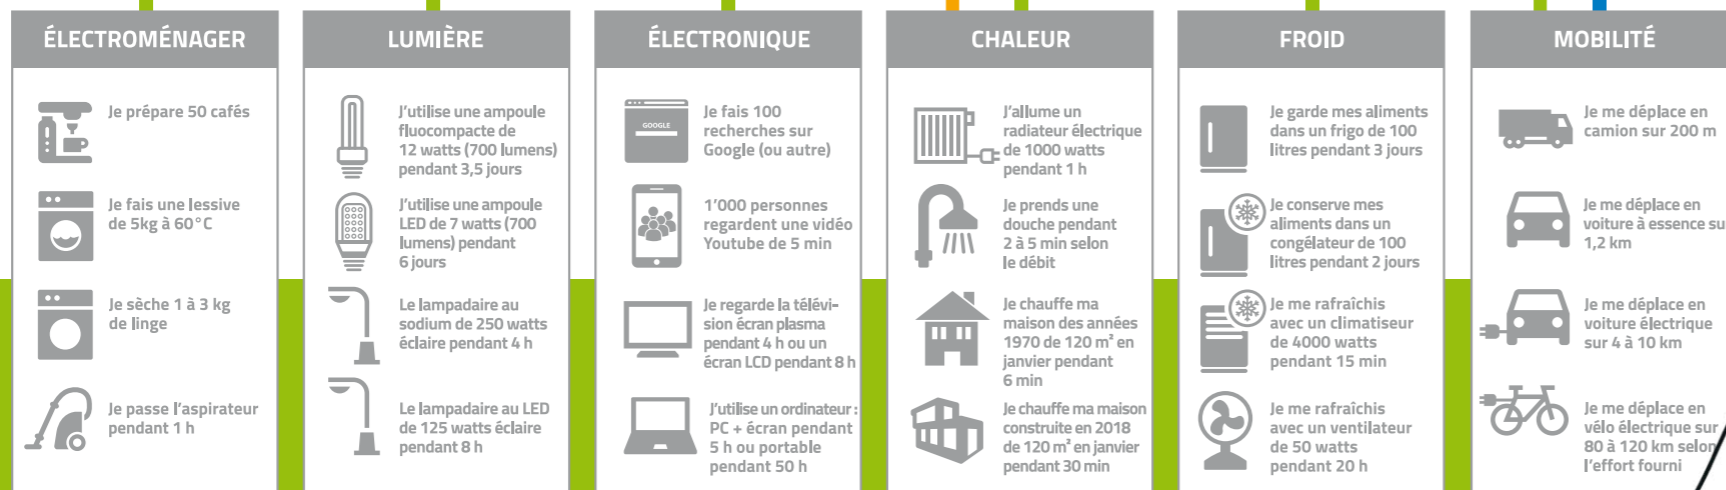 ÉLECTROMÉNAGER
Je prépare 50 cafés
Je fais une lessive
de 5kg à 60°C
Je sèche 1 à 3 kg
de linge
Je passe l'aspirateur
pendant 1 h
LUMIÈRE
J'utilise une ampoule
fluocompacte de
12 watts (700 lumens)
pendant 3,5 jours
J'utilise une ampoule
LED de 7 watts (700
lumens) pendant
6 jours
Le lampadaire au
sodium de 250 watts
éclaire pendant 4 h
Le lampadaire au LED
de 125 watts éclaire
pendant 8 h
ÉLECTRONIQUE
GOOGLE
Je fais 100
recherches sur
Google (ou autre)
1'000 personnes
regardent une vidéo
Youtube de 5 min
Je regarde la télévi-
sion écran plasma
pendant 4 h ou un
écran LCD pendant 8 h
J'utilise un ordinateur :
PC + écran pendant
5 h ou portable
pendant 50 h
CHALEUR
J'allume un
radiateur électrique
de 1000 watts
pendant 1 h
Je prends une
douche pendant
2 à 5 min selon
le débit
Je chauffe ma
maison des années
1970 de 120 m² en
janvier pendant
6 min
Je chauffe ma maison
construite en 2018
de 120 m² en janvier
pendant 30 min
FROID
Je garde mes aliments
dans un frigo de 100
litres pendant 3 jours
Je conserve mes
aliments dans un
congélateur de 100
litres pendant 2 jours
Je me rafraîchis
avec un climatiseur
de 4000 watts
pendant 15 min
Je me rafraîchis
avec un ventilateur
de 50 watts
pendant 20 h
MOBILITÉ
Je me déplace en
camion sur 200 m
Je me déplace en
voiture à essence su
1,2 km
Je me déplace en
voiture électrique
sur 4 à 10 km
Je me déplace en
vélo électrique sur
80 à 120 km selon
l'effort fourni